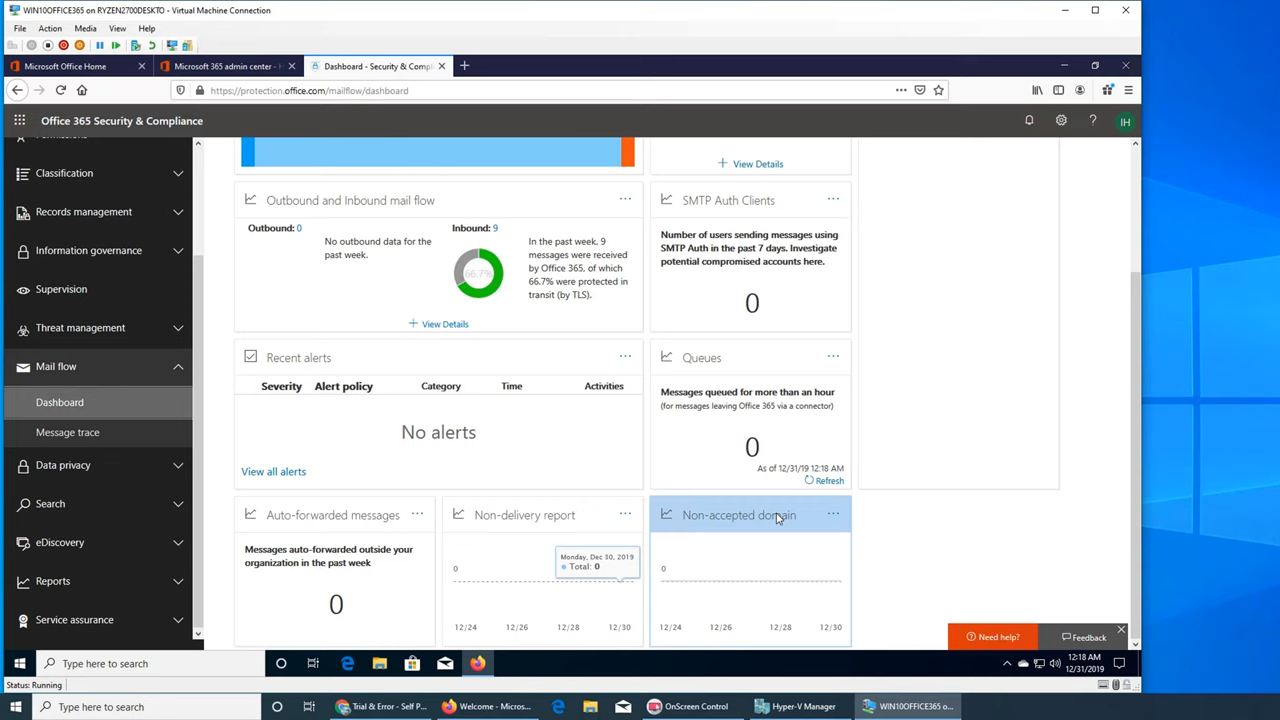 WIN10OFFICE365 on RYZEN2700DESKTO - Virtual Machine Connection
File Action Media View Help
Microsoft Office Home
Microsoft 365 admin center -
Dashboard - Security & Compl
https://protection.office.com/mailflow/dashboard
Office 365 Security & Compliance
IH
Classification
Records management
Information governance
Supervision
Threat management
Mail flow
Dashboard
Message trace
Data privacy
Search
eDiscovery
Reports
Service assurance
View Details
Outbound and Inbound mail flow
Outbound: 0
No outbound data for the
past week.
Inbound: 9
66.7%
In the past week, 9
messages were received
by Office 365, of which
66.7% were protected in
transit (by TLS).
View Details
SMTP Auth Clients
Number of users sending messages using
SMTP Auth in the past 7 days. Investigate
potential compromised accounts here.
0
Recent alerts
Severity Alert policy Category Time Activities
No alerts
View all alerts
Queues
Messages queued for more than an hour
(for messages leaving Office 365 via a connector)
0
As of 12/31/19 12:18 AM
Refresh
Auto-forwarded messages
Messages auto-forwarded outside your
organization in the past week
0
Non-delivery report
Monday, Dec 30, 2019
Total: 0
0
12/24 12/26 12/28 12/30
Non-accepted domain
0
12/24 12/26 12/28 12/30
Need help?
Feedback
Type here to search
12:18 AM
12/31/2019
Status: Running
Type here to search
Trial & Error - Self P...
Welcome - Micros...
OnScreen Control
Hyper-V Manager
WIN10OFFICE365 o...